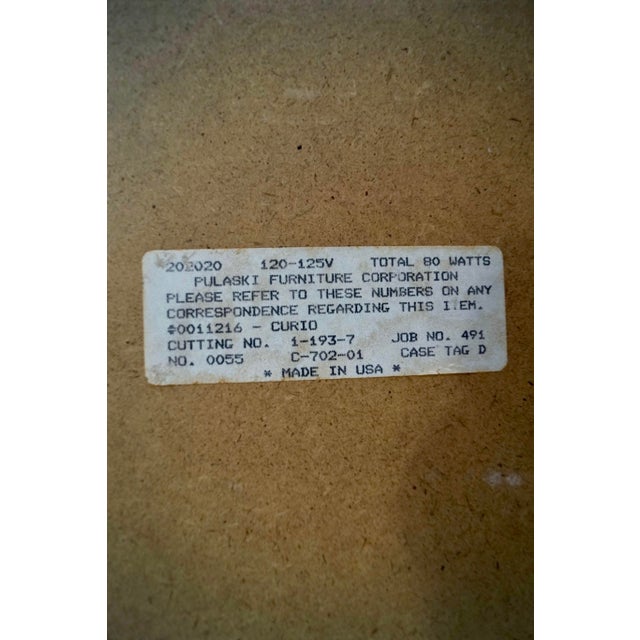 202020 120-125V TOTAL 80 WATTS
PULASKI FURNITURE CORPORATION
PLEASE REFER TO THESE NUMBERS ON ANY
CORRESPONDENCE REGARDING THIS ITEM.
#0011216 - CURIO
CUTTING NO. 1-193-7 JOB NO. 491
NO. 0055 C-702-01 CASE TAG D
* MADE IN USA *